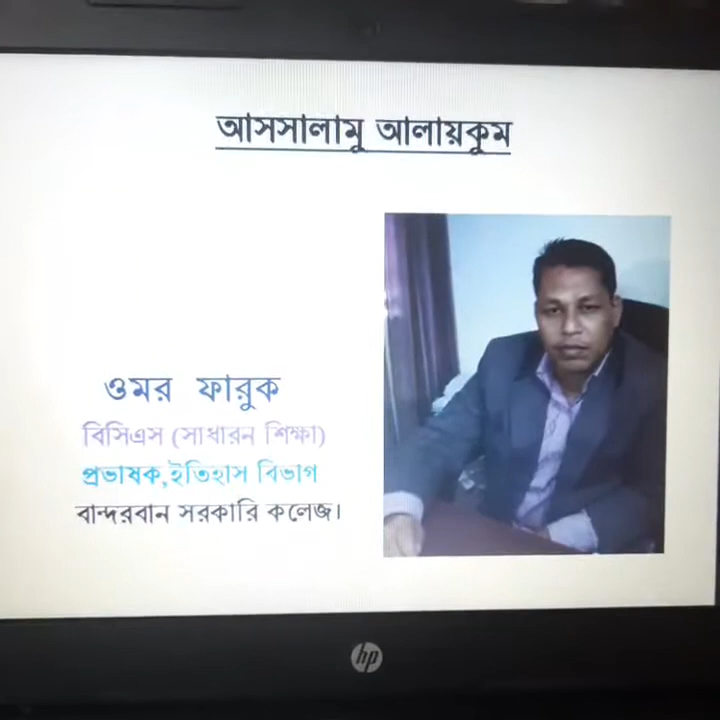 আসসালামু আলায়কুম
ওমর ফারুক
বিসিএস (সাধারন শিক্ষা)
প্রভাষক,ইতিহাস বিভাগ
বান্দরবান সরকারি কলেজ।
hp